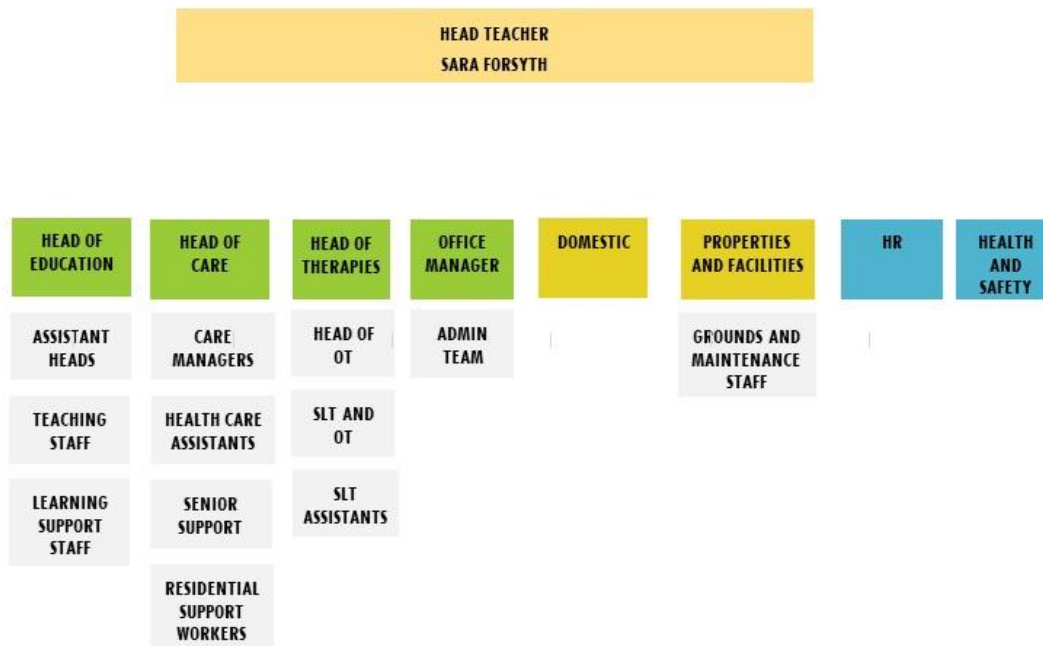 HEAD TEACHER
SARA FORSYTH
HEAD OF
EDUCATION
HEAD OF
CARE
HEAD OF
THERAPIES
OFFICE
MANAGER
DOMESTIC
PROPERTIES
AND FACILITIES
HR
HEALTH
AND
SAFETY
ASSISTANT
HEADS
CARE
MANAGERS
HEAD OF
OT
ADMIN
TEAM
GROUNDS AND
MAINTENANCE
STAFF
TEACHING
STAFF
HEALTH CARE
ASSISTANTS
SLT AND
OT
LEARNING
SUPPORT
STAFF
SENIOR
SUPPORT
SLT
ASSISTANTS
RESIDENTIAL
SUPPORT
WORKERS